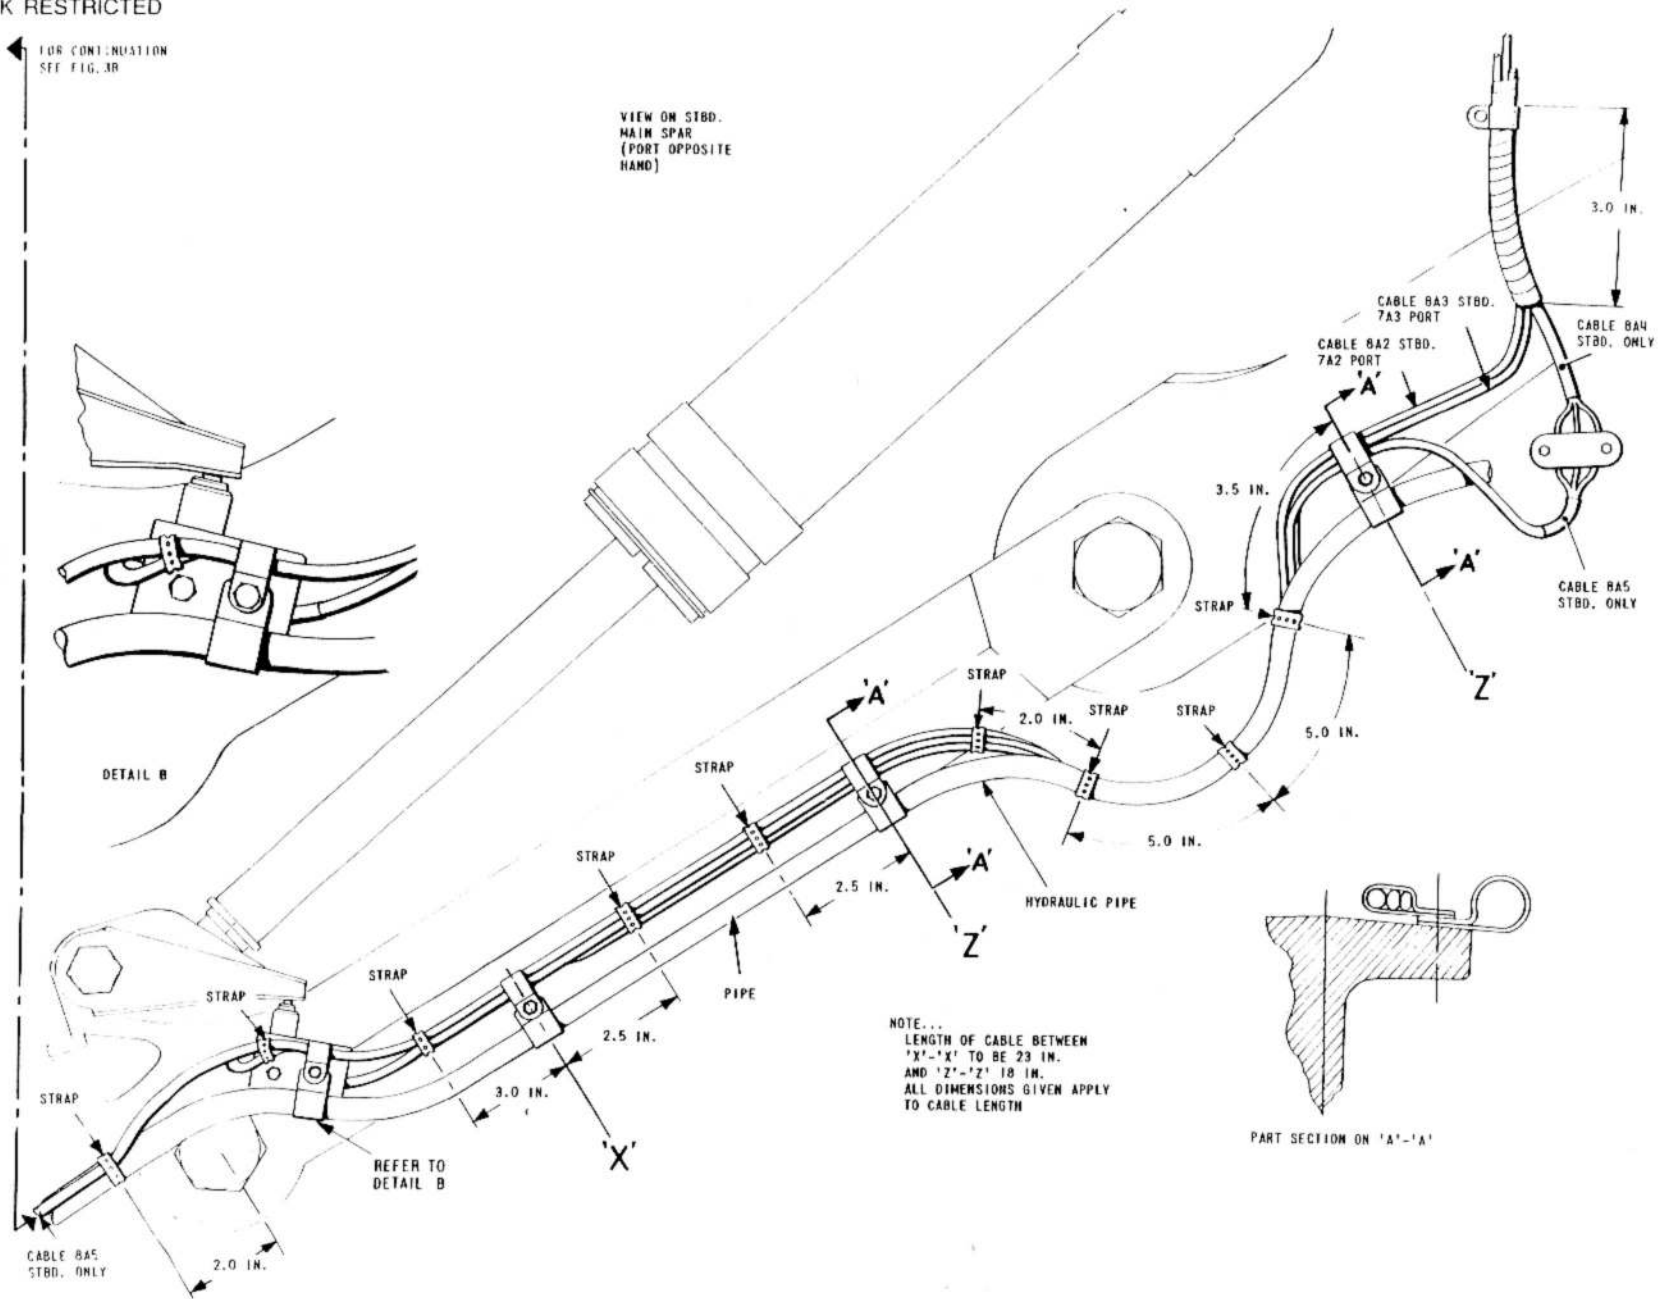 K RESTRICTED
FOR CONTINUATION
SEE FIG. 3B
VIEW ON STBD.
MAIN SPAR
(PORT OPPOSITE
HAND)
3.0 IN.
CABLE 8A3 STBD.
7A3 PORT
CABLE 8A4
STBD. ONLY
CABLE 8A2 STBD.
7A2 PORT
'A'
3.5 IN.
'A'
CABLE 8A5
STBD. ONLY
STRAP
'Z'
STRAP
'A'
2.0 IN.
STRAP
STRAP
5.0 IN.
DETAIL B
STRAP
5.0 IN.
STRAP
'A'
2.5 IN.
HYDRAULIC PIPE
'Z'
STRAP
STRAP
PIPE
2.5 IN.
NOTE...
LENGTH OF CABLE BETWEEN
'X'-'X' TO BE 23 IN.
AND 'Z'-'Z' 18 IN.
ALL DIMENSIONS GIVEN APPLY
TO CABLE LENGTH
STRAP
3.0 IN.
PART SECTION ON 'A'-'A'
'X'
REFER TO
DETAIL B
CABLE 8A5
STBD. ONLY
2.0 IN.